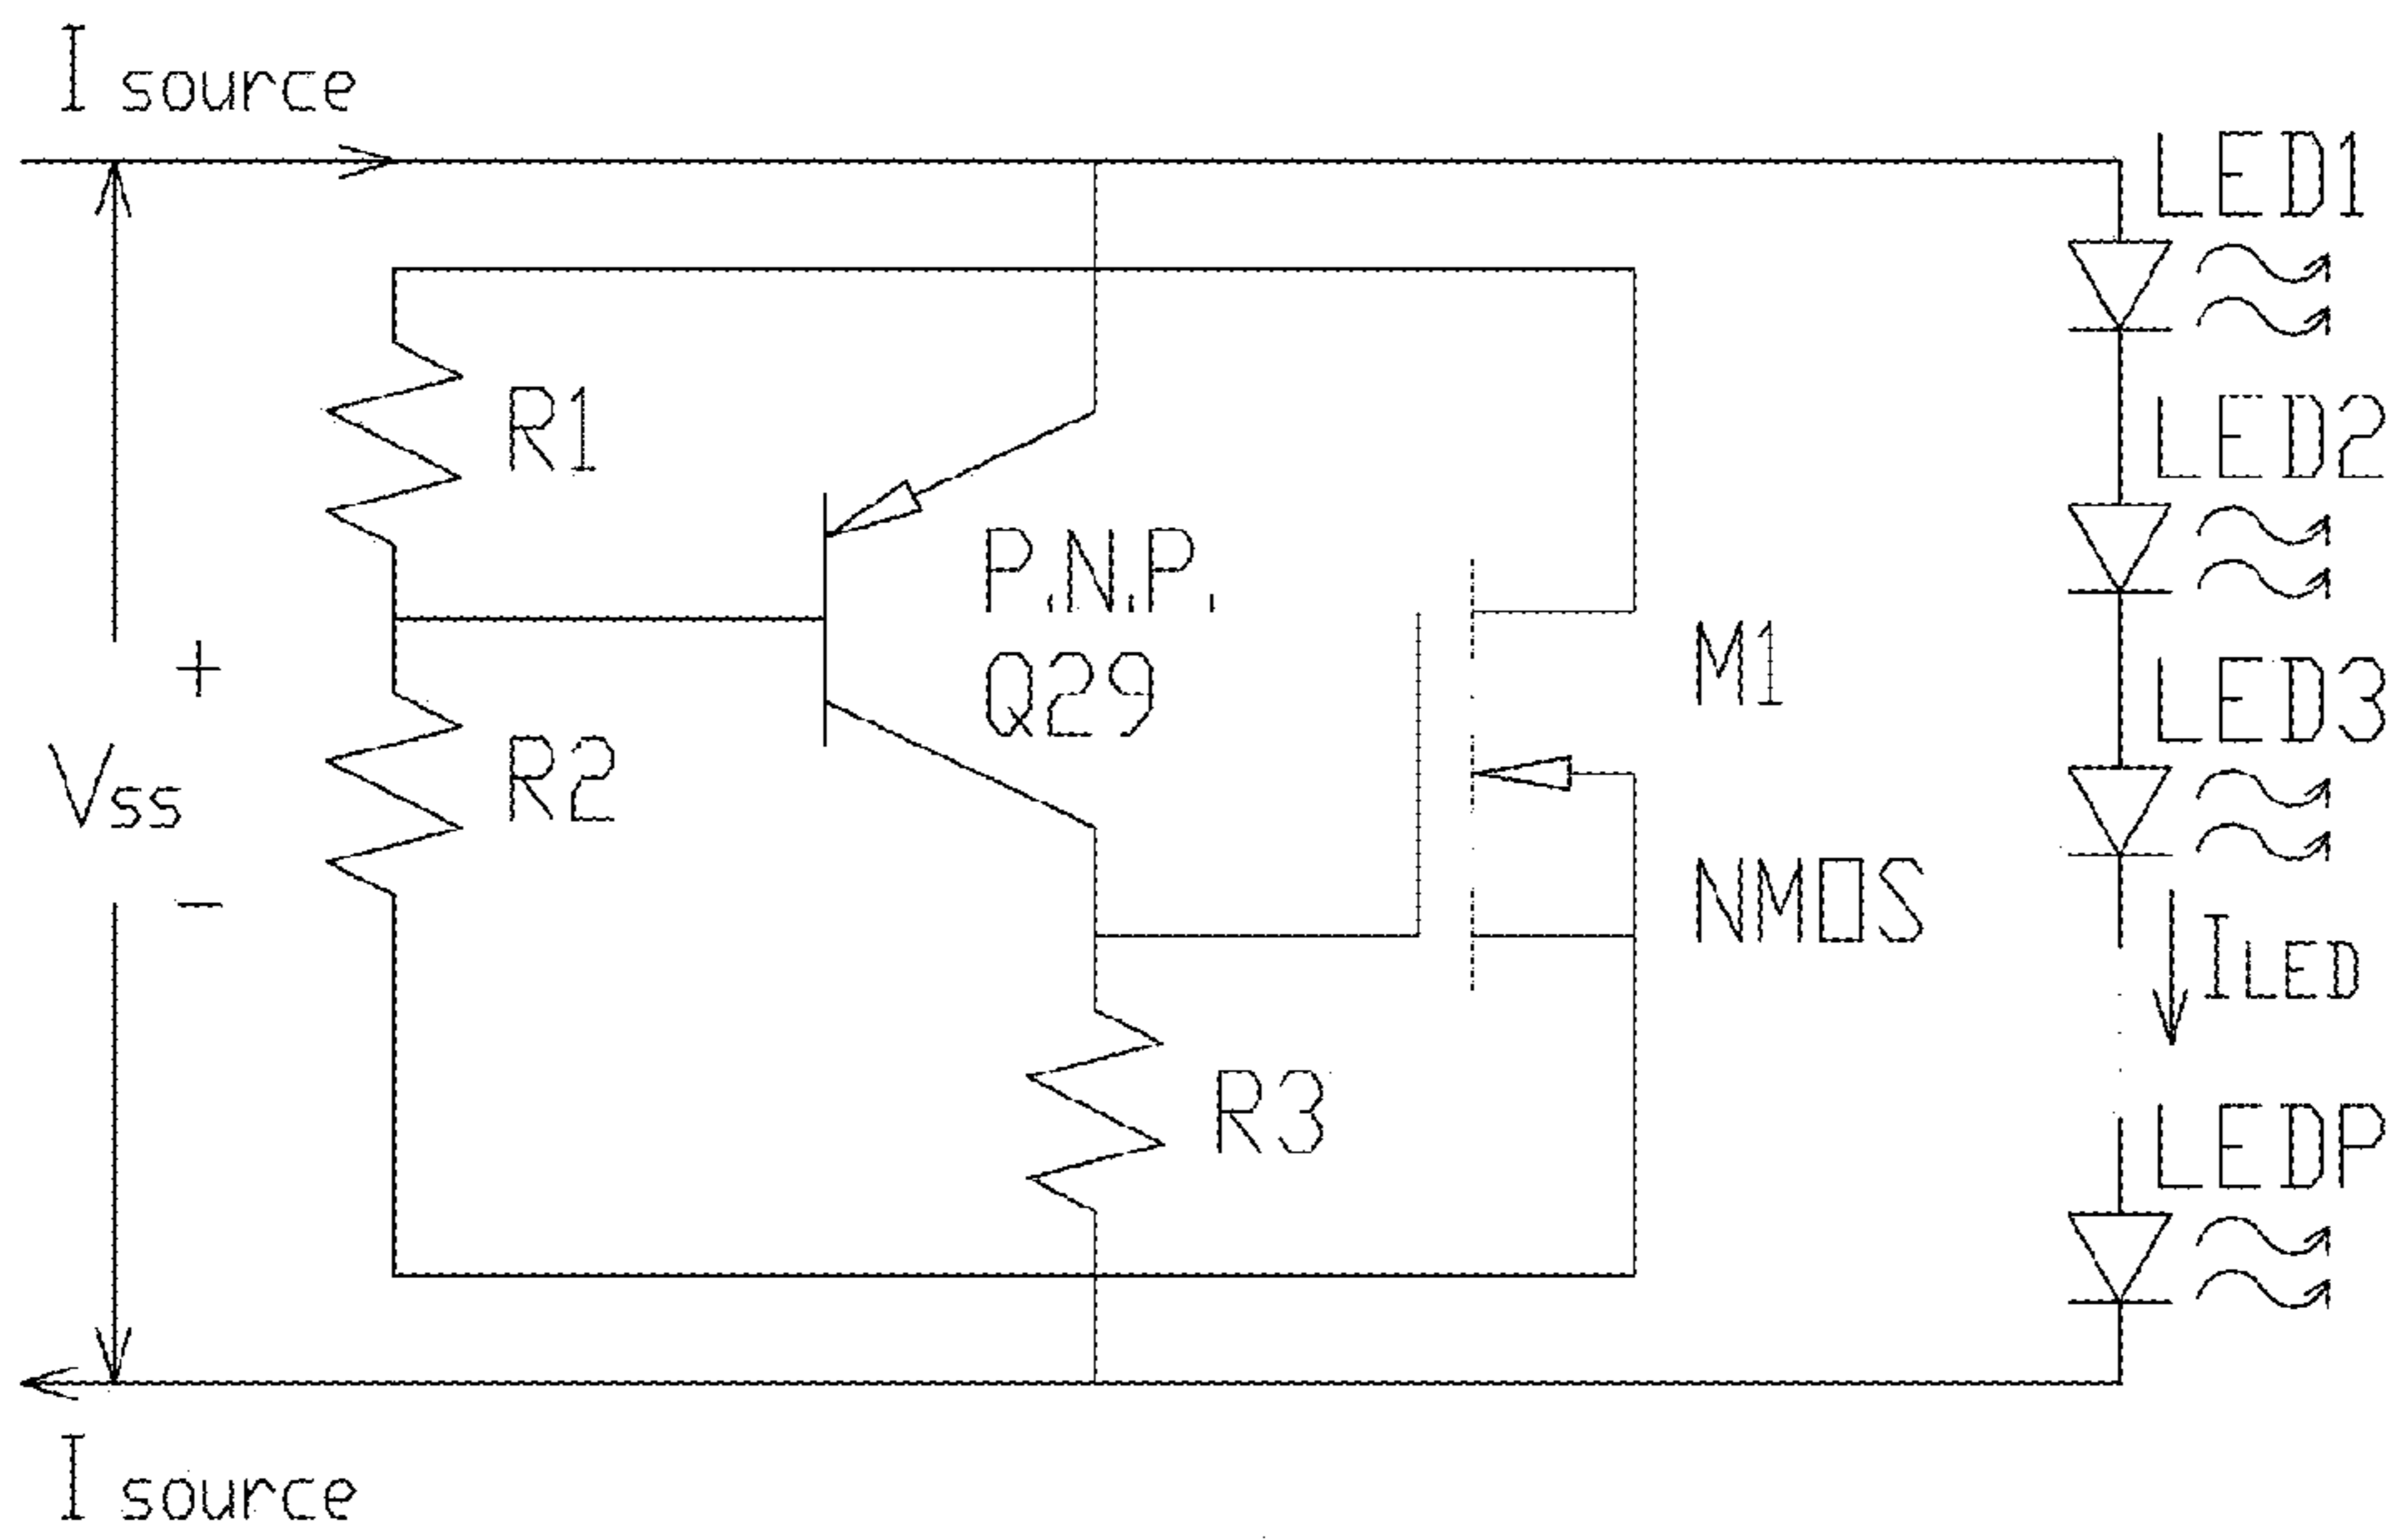 I source
LED1
R1
LED2
P.N.P.
Q29
M1
+
Vss
-
R2
LED3
NMOS
ILED
R3
LEDP
I source